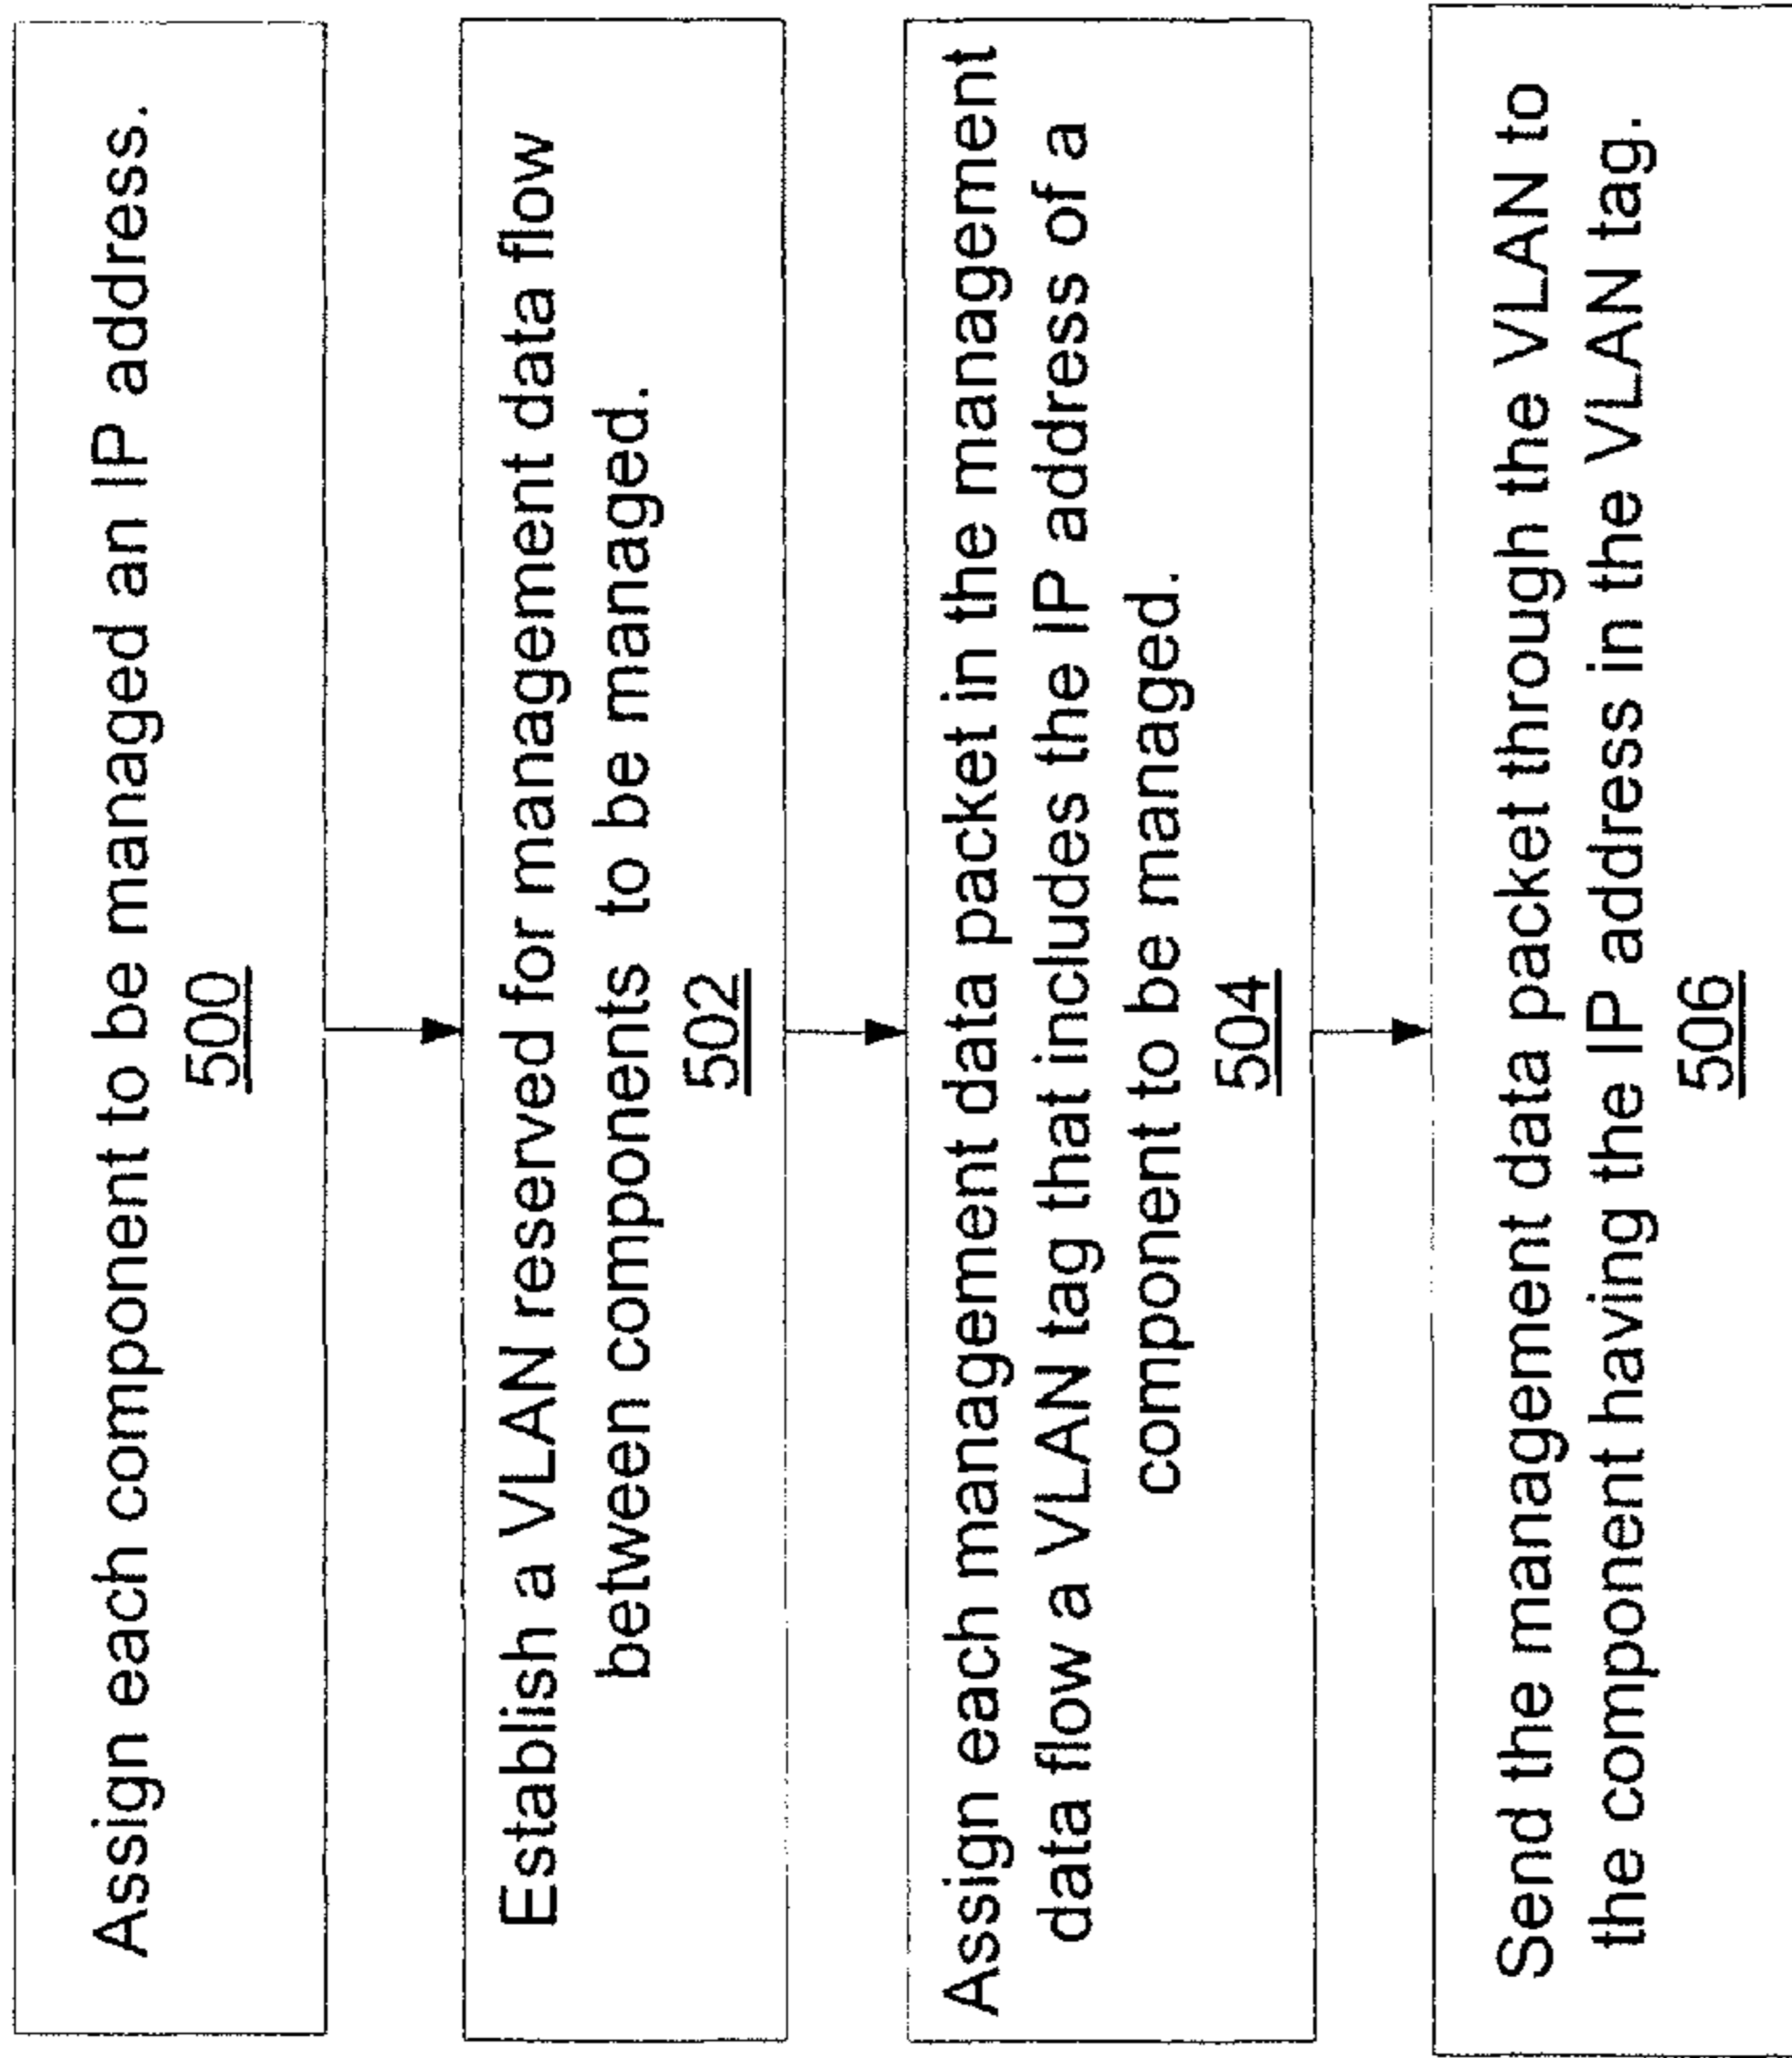 Assign each component to be managed an IP address.
500
Establish a VLAN reserved for management data flow
between components to be managed.
502
Assign each management data packet in the management
data flow a VLAN tag that includes the IP address of a
component to be managed.
504
Send the management data packet through the VLAN to
the component having the IP address in the VLAN tag.
506